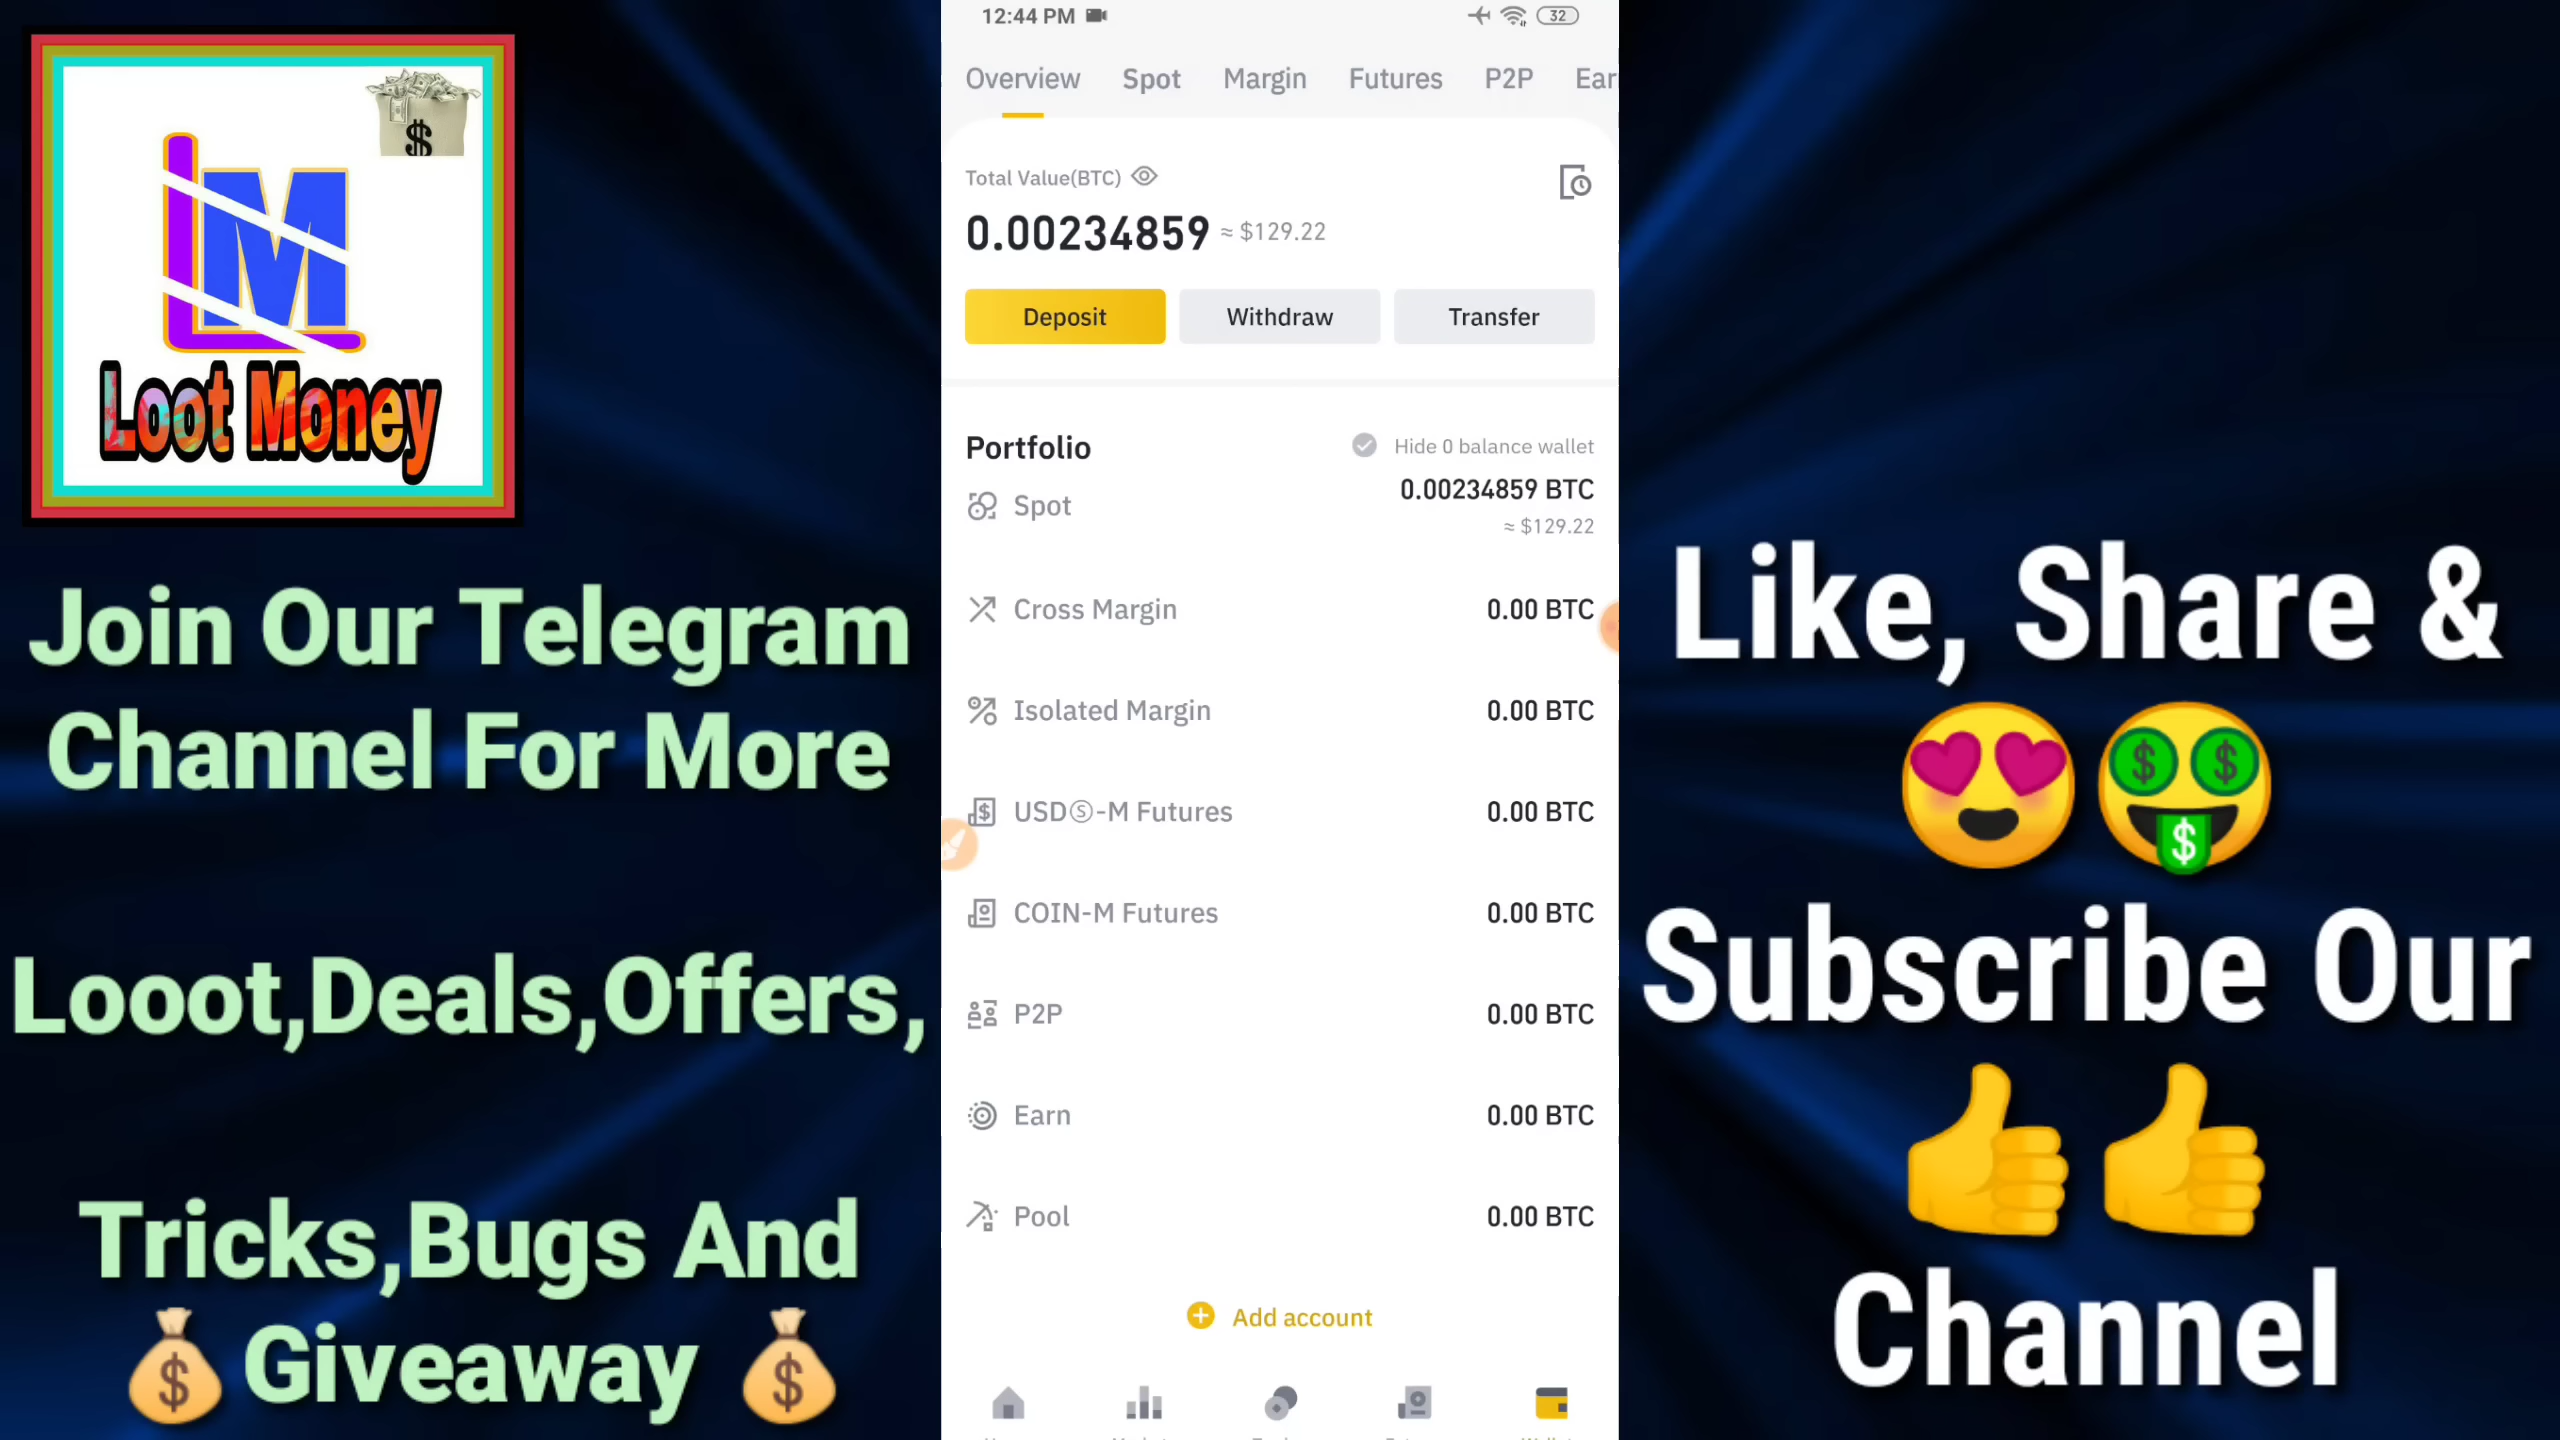 Loot Money
Join Our Telegram
Channel For More
Looot,Deals,Offers,
Tricks,Bugs And
Giveaway
12:44 PM
32
Overview Spot Margin Futures P2P Ear
Total Value(BTC)
0.00234859 ≈ $129.22
Deposit Withdraw Transfer
Portfolio Hide 0 balance wallet
Spot 0.00234859 BTC
≈ $129.22
Cross Margin 0.00 BTC
Isolated Margin 0.00 BTC
USDⓈ-M Futures 0.00 BTC
COIN-M Futures 0.00 BTC
P2P 0.00 BTC
Earn 0.00 BTC
Pool 0.00 BTC
Add account
Like, Share &
Subscribe Our
Channel